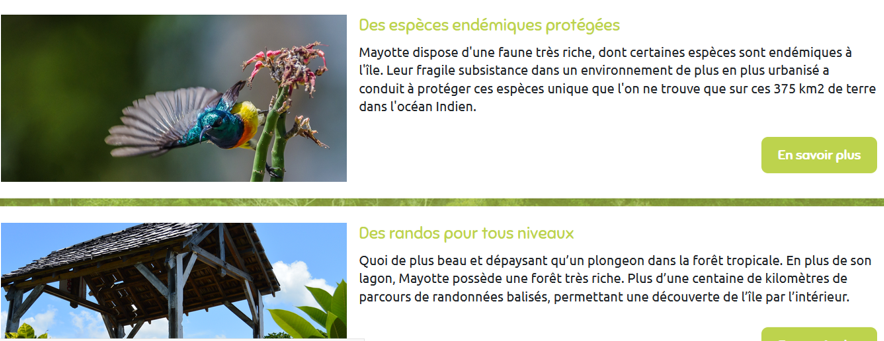 Des espèces endémiques protégées
Mayotte dispose d'une faune très riche, dont certaines espèces sont endémiques à
l'île. Leur fragile subsistance dans un environnement de plus en plus urbanisé a
conduit à protéger ces espèces unique que l'on ne trouve que sur ces 375 km2 de terre
dans l'océan Indien.
En savoir plus
Des randos pour tous niveaux
Quoi de plus beau et dépaysant qu’un plongeon dans la forêt tropicale. En plus de son
lagon, Mayotte possède une forêt très riche. Plus d’une centaine de kilomètres de
parcours de randonnées balisés, permettant une découverte de l’île par l’intérieur.